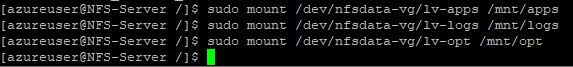 [azureuser@NFS-Server /]$ sudo mount /dev/nfsdata-vg/lv-apps /mnt/apps
[azureuser@NFS-Server /]$ sudo mount /dev/nfsdata-vg/lv-logs /mnt/logs
[azureuser@NFS-Server /]$ sudo mount /dev/nfsdata-vg/lv-opt /mnt/opt
[azureuser@NFS-Server /]$